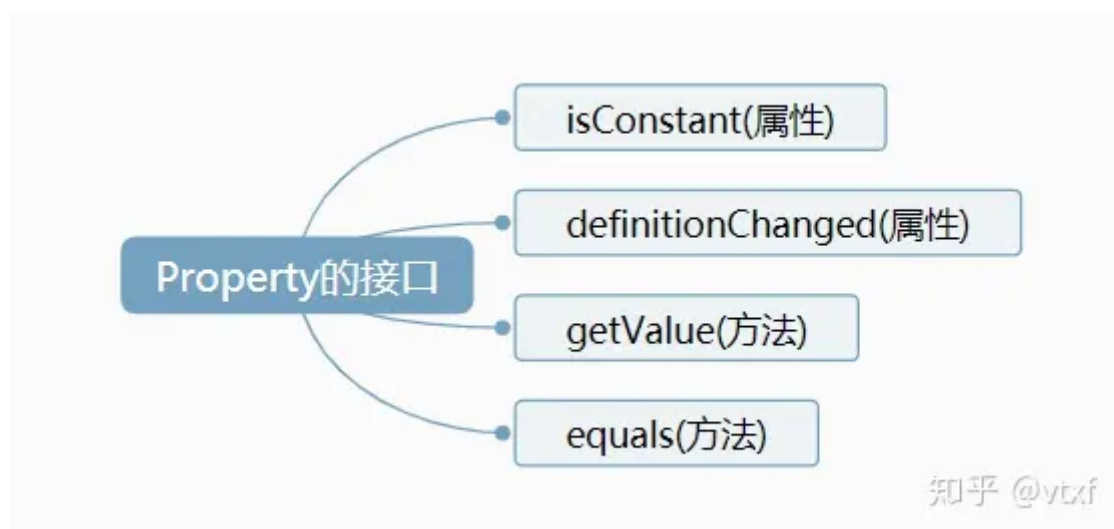 isConstant(属性)
definitionChanged(属性)
Property的接口
getValue(方法)
equals(方法)
知乎 @vtxf